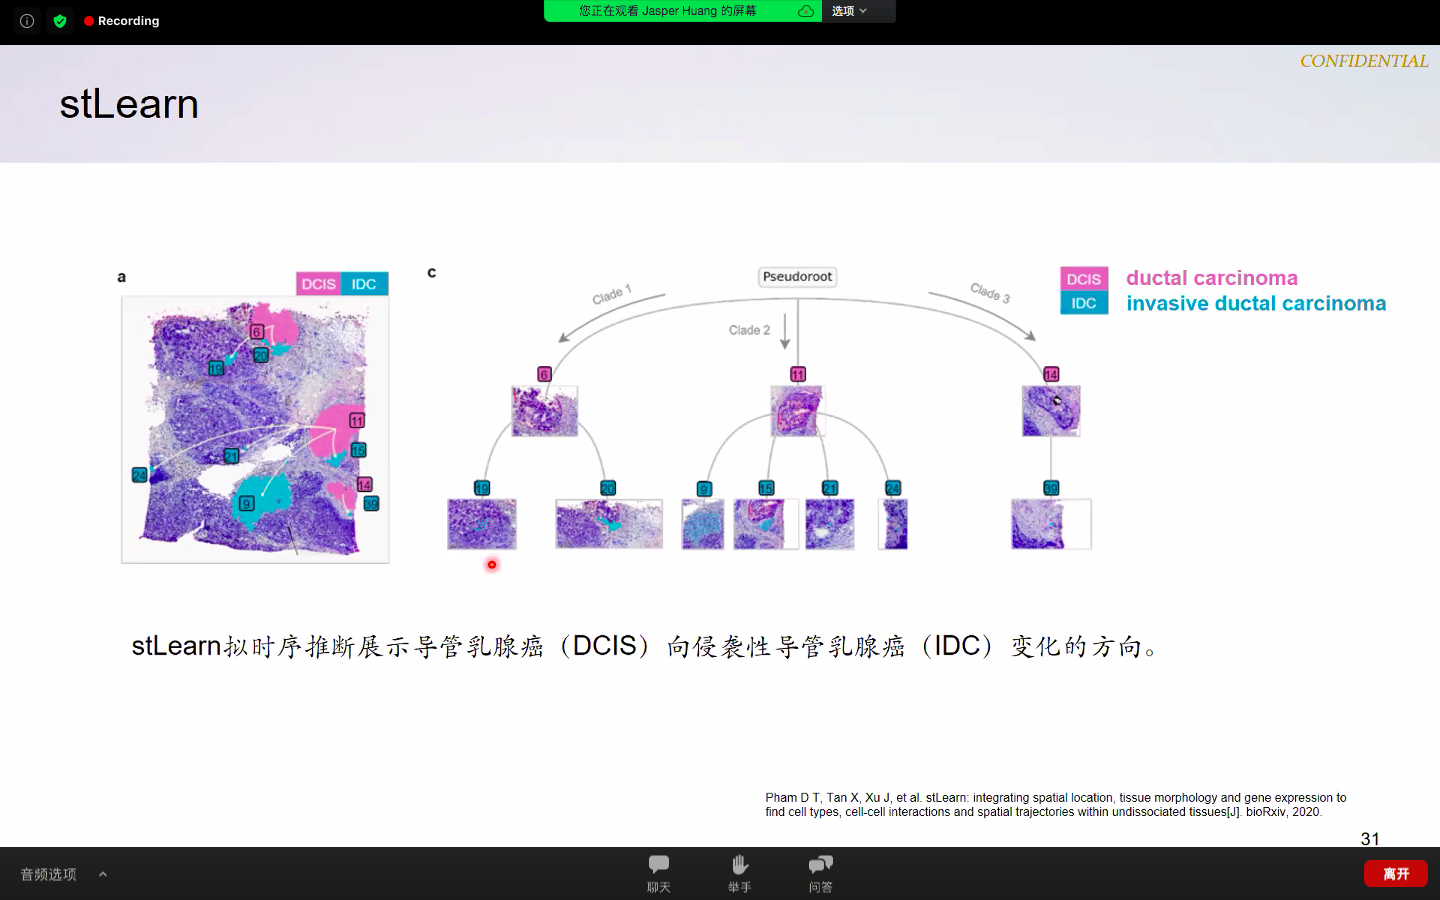 Recording
您正在观看 Jasper Huang 的屏幕
选项
CONFIDENTIAL
stLearn
a
DCIS IDC
6
20
19
11
15
21
24
14
9
39
c
Pseudoroot
Clade 1
Clade 2
Clade 3
6
11
14
19
20
9
15
21
24
39
DCIS ductal carcinoma
IDC invasive ductal carcinoma
stLearn拟时序推断展示导管乳腺癌（DCIS）向侵袭性导管乳腺癌（IDC）变化的方向。
Pham D T, Tan X, Xu J, et al. stLearn: integrating spatial location, tissue morphology and gene expression to
find cell types, cell-cell interactions and spatial trajectories within undissociated tissues[J]. bioRxiv, 2020.
31
音频选项
聊天
举手
问答
离开